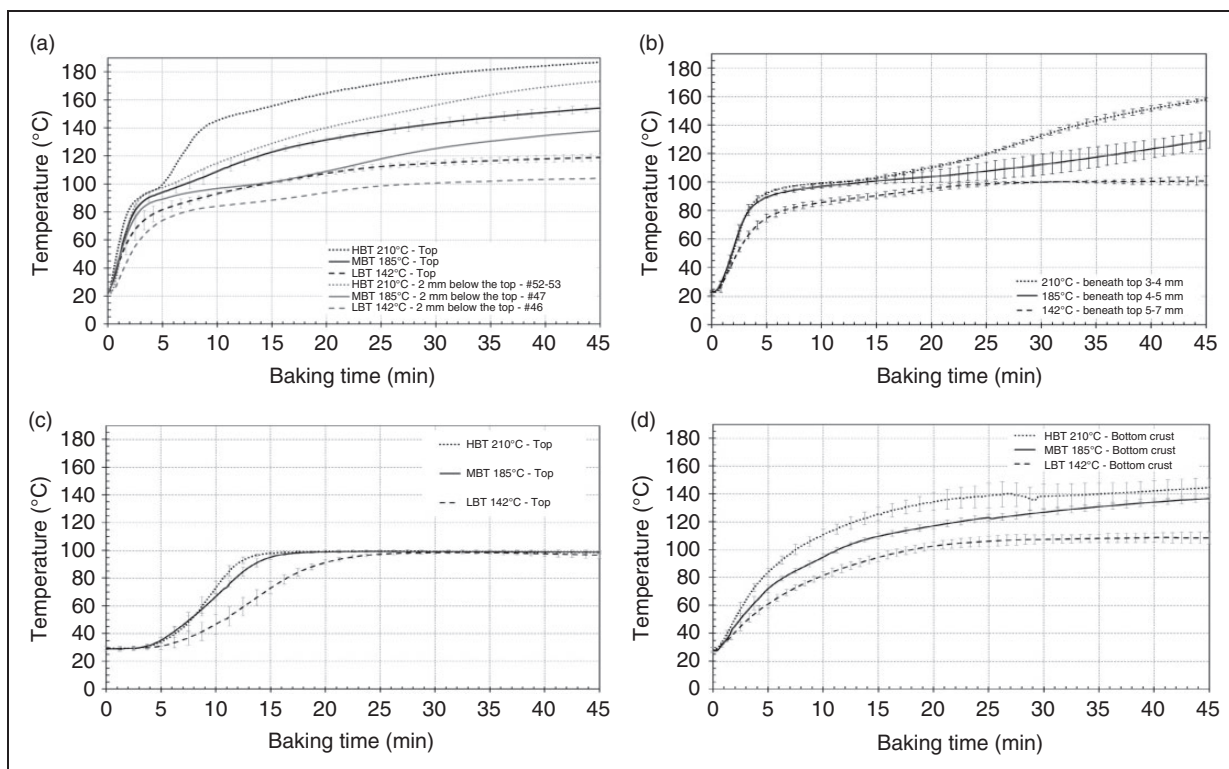 (a)
180
160
140
120
100
80
60
40
20
0
Temperature (°C)
HBT 210°C - Top
MBT 185°C - Top
LBT 142°C - Top
HBT 210°C - 2 mm below the top - #52-53
MBT 185°C - 2 mm below the top - #47
LBT 142°C - 2 mm below the top - #46
0 5 10 15 20 25 30 35 40 45
Baking time (min)
(b)
180
160
140
120
100
80
60
40
20
0
Temperature (°C)
210°C - beneath top 3-4 mm
185°C - beneath top 4-5 mm
142°C - beneath top 5-7 mm
0 5 10 15 20 25 30 35 40 45
Baking time (min)
(c)
180
160
140
120
100
80
60
40
20
0
Temperature (°C)
HBT 210°C - Top
MBT 185°C - Top
LBT 142°C - Top
0 5 10 15 20 25 30 35 40 45
Baking time (min)
(d)
180
160
140
120
100
80
60
40
20
0
Temperature (°C)
HBT 210°C - Bottom crust
MBT 185°C - Bottom crust
LBT 142°C - Bottom crust
0 5 10 15 20 25 30 35 40 45
Baking time (min)